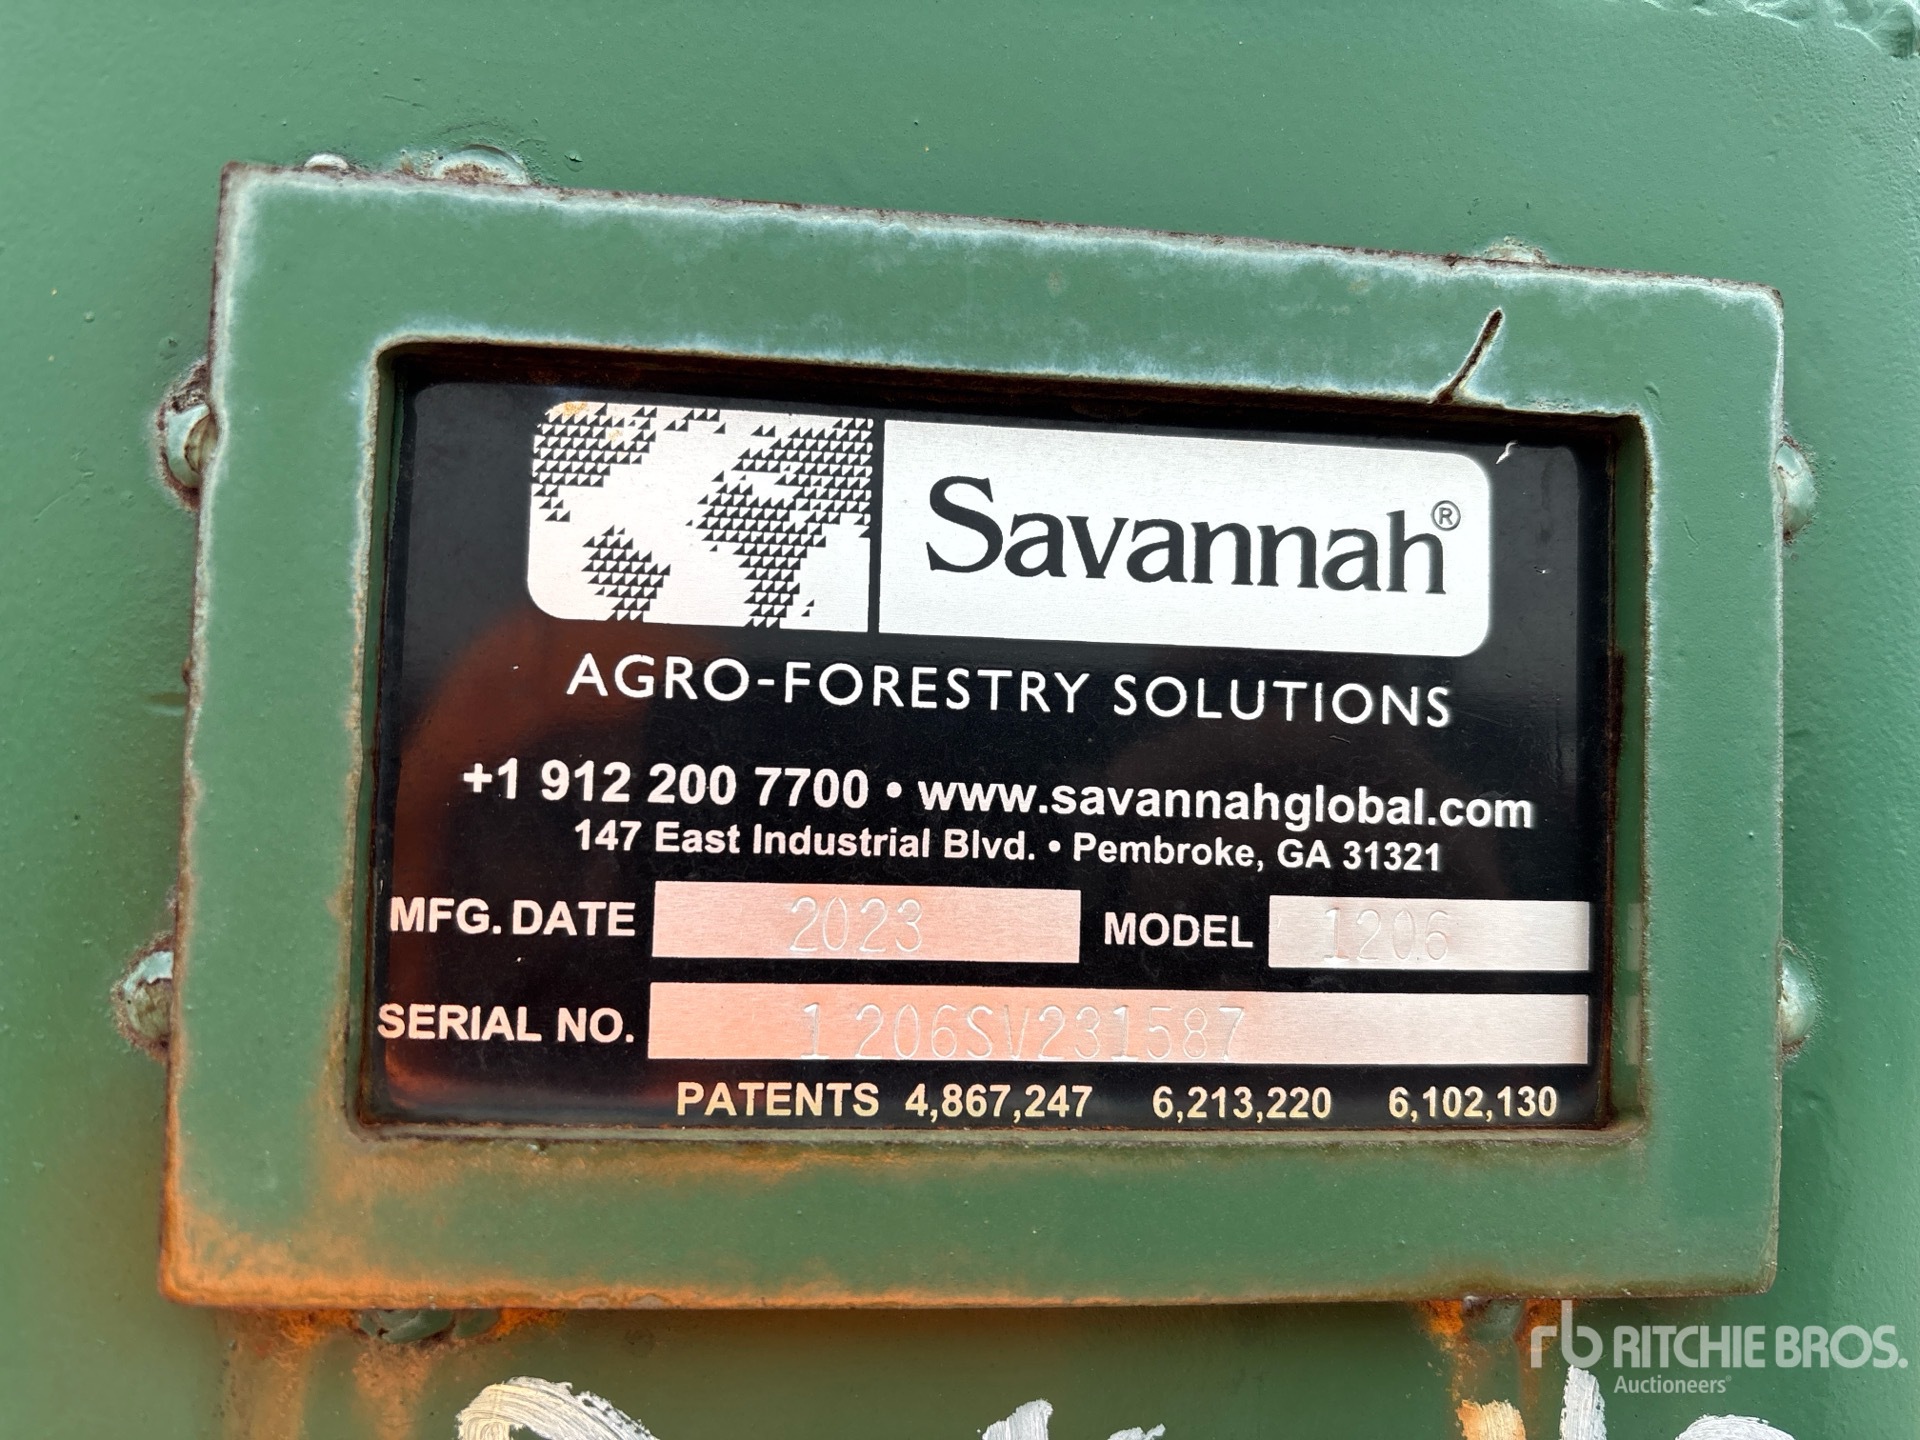 Savannah®
AGRO-FORESTRY SOLUTIONS
+1 912 200 7700 • www.savannahglobal.com
147 East Industrial Blvd. • Pembroke, GA 31321
MFG. DATE 2023 MODEL 1206
SERIAL NO. 1206SV231587
PATENTS 4,867,247 6,213,220 6,102,130
rb RITCHIE BROS.
Auctioneers